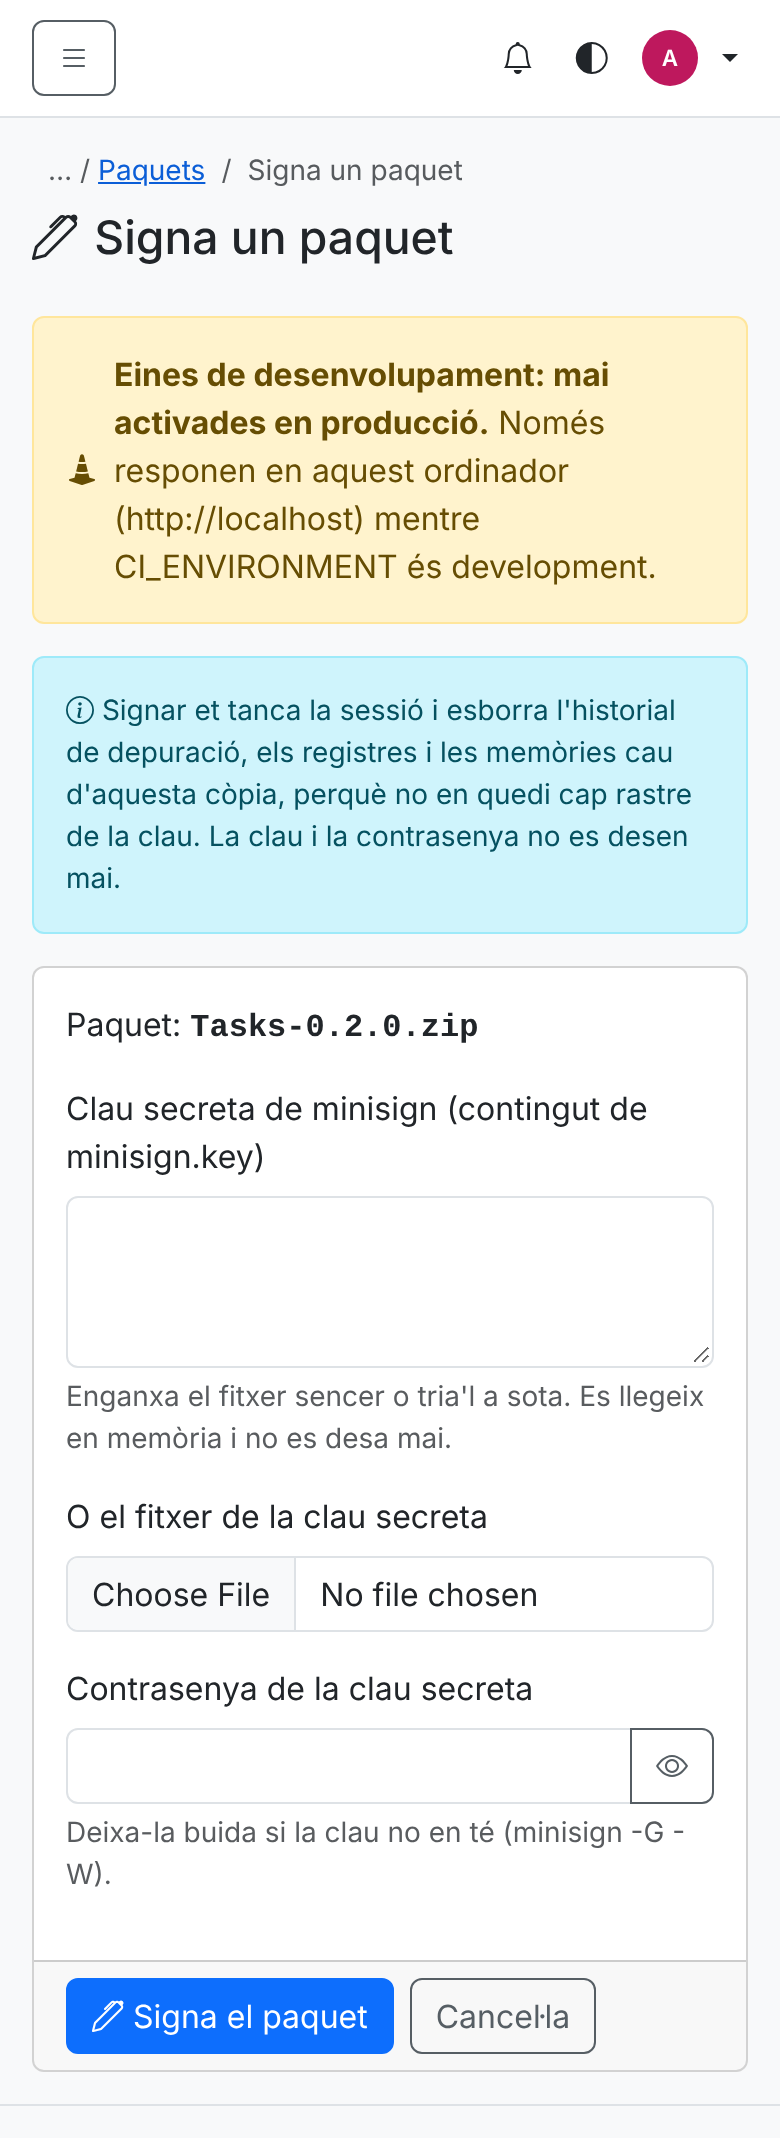 A
... / Paquets / Signa un paquet
Signa un paquet
Eines de desenvolupament: mai
activades en producció. Només
responen en aquest ordinador
(http://localhost) mentre
CI_ENVIRONMENT és development.
Signar et tanca la sessió i esborra l'historial
de depuració, els registres i les memòries cau
d'aquesta còpia, perquè no en quedi cap rastre
de la clau. La clau i la contrasenya no es desen
mai.
Paquet: Tasks-0.2.0.zip
Clau secreta de minisign (contingut de
minisign.key)
Enganxa el fitxer sencer o tria'l a sota. Es llegeix
en memòria i no es desa mai.
O el fitxer de la clau secreta
Choose File No file chosen
Contrasenya de la clau secreta
Deixa-la buida si la clau no en té (minisign -G -
W).
Signa el paquet Cancel·la